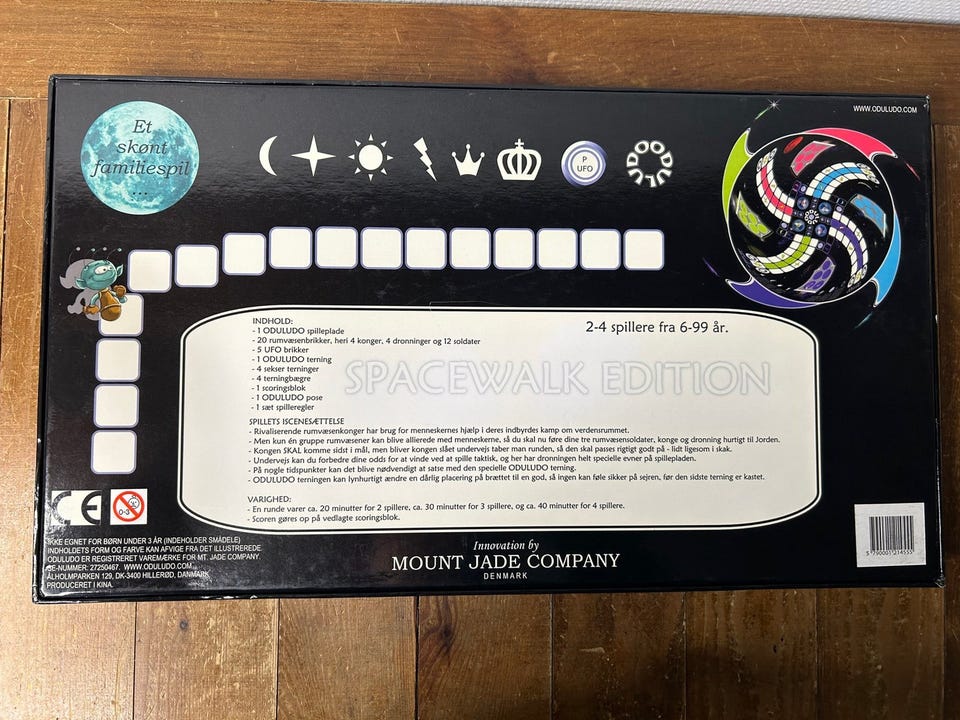 Et
skønt
familiespil
...
P
UFO
ODULUDO
WWW.ODULUDO.COM
INDHOLD:
- 1 ODULUDO spilleplade
- 20 rumvæsenbrikker, heri 4 konger, 4 dronninger og 12 soldater
- 5 UFO brikker
- 1 ODULUDO terning
- 4 sekser terninger
- 4 terningbægre
- 1 scoringsblok
- 1 ODULUDO pose
- 1 sæt spilleregler
2-4 spillere fra 6-99 år.
SPACEWALK EDITION
SPILLETS ISCENESÆTTELSE
- Rivaliserende rumvæsenkonger har brug for menneskernes hjælp i deres indbyrdes kamp om verdensrummet.
- Men kun én gruppe rumvæsener kan blive allierede med menneskerne, så du skal nu føre dine tre rumvæsensoldater, konge og dronning hurtigt til Jorden.
- Kongen SKAL komme sidst i mål, men bliver kongen slået undervejs taber man runden, så den skal passes rigtigt godt på - lidt ligesom i skak.
- Undervejs kan du forbedre dine odds for at vinde ved at spille taktisk, og her har dronningen helt specielle evner på spillepladen.
- På nogle tidspunkter kan det blive nødvendigt at satse med den specielle ODULUDO terning.
- ODULUDO terningen kan lynhurtigt ændre en dårlig placering på brættet til en god, så ingen kan føle sikker på sejren, før den sidste terning er kastet.
VARIGHED:
- En runde varer ca. 20 minutter for 2 spillere, ca. 30 minutter for 3 spillere, og ca. 40 minutter for 4 spillere.
- Scoren gøres op på vedlagte scoringsblok.
CE
0-3
IKKE EGNET FOR BØRN UNDER 3 ÅR (INDEHOLDER SMÅDELE)
INDHOLDETS FORM OG FARVE KAN AFVIGE FRA DET ILLUSTREREDE.
ODULUDO ER REGISTRERET VAREMÆRKE FOR MT. JADE COMPANY.
SE-NUMMER: 27250467. WWW.ODULUDO.COM
ÅLHOLMPARKEN 129, DK-3400 HILLERØD, DANMARK
PRODUCERET I KINA.
Innovation by
MOUNT JADE COMPANY
DENMARK
5 790001 214555